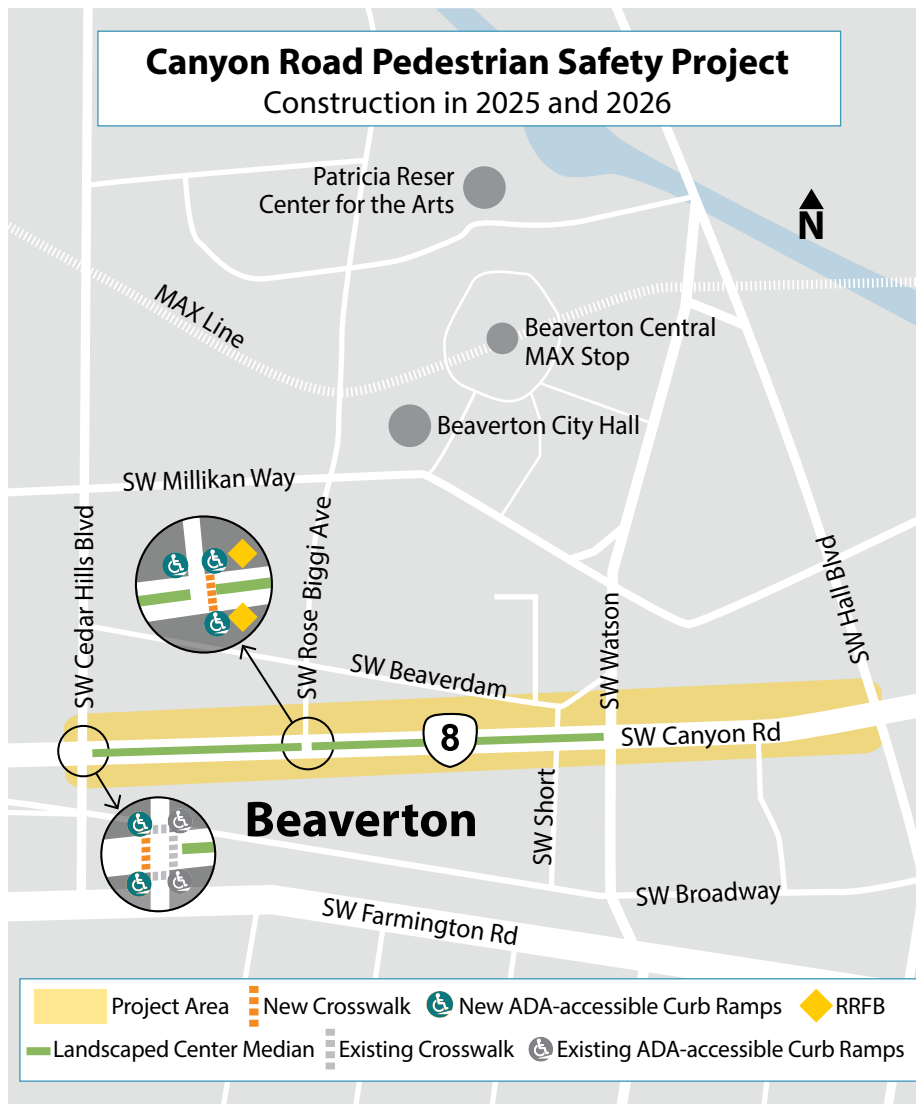 Canyon Road Pedestrian Safety Project
Construction in 2025 and 2026
Patricia Reser
Center for the Arts
N
MAX Line
Beaverton Central
MAX Stop
Beaverton City Hall
SW Millikan Way
SW Cedar Hills Blvd
SW Rose Biggi Ave
SW Beaverdam
SW Watson
SW Hall Blvd
8
SW Canyon Rd
Beaverton
SW Short
SW Broadway
SW Farmington Rd
Project Area
New Crosswalk
New ADA-accessible Curb Ramps
RRFB
Landscaped Center Median
Existing Crosswalk
Existing ADA-accessible Curb Ramps